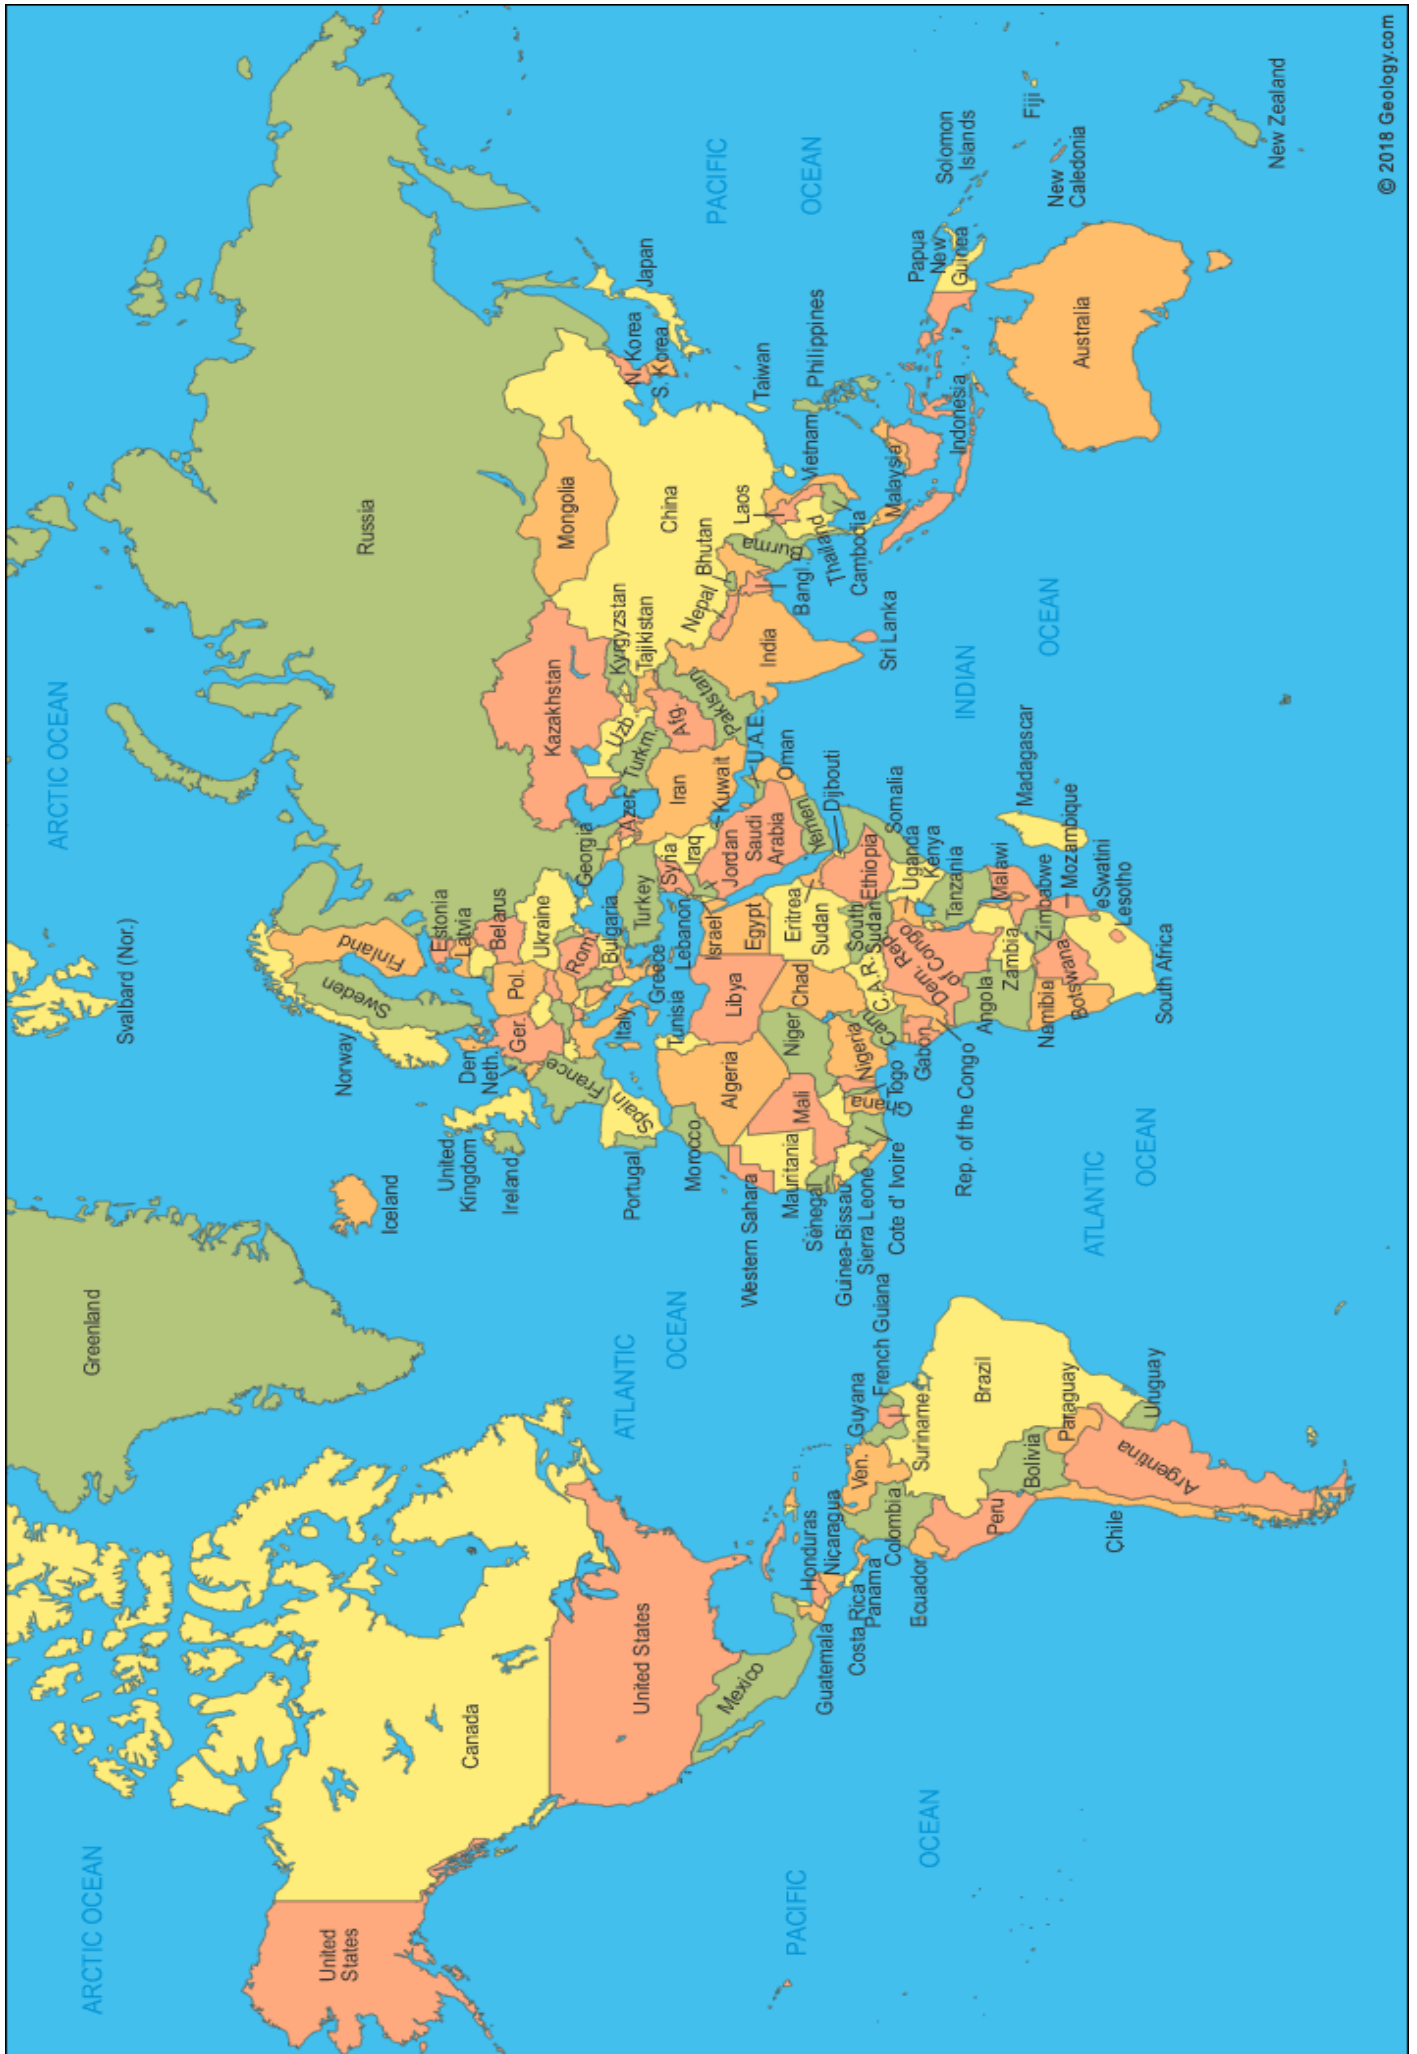 ARCTIC OCEAN
ARCTIC OCEAN
Svalbard (Nor.)
Greenland
Iceland
Norway
Sweden
Finland
Russia
United
States
Canada
United
Kingdom
Ireland
Den.
Neth.
Ger.
Pol.
Estonia
Latvia
Belarus
Ukraine
France
Spain
Portugal
Italy
Rom.
Bulgaria
Greece
Turkey
Georgia
Azer.
Kazakhstan
Uzb.
Turkm.
Kyrgyzstan
Tajikistan
Mongolia
China
N. Korea
S. Korea
Japan
United States
ATLANTIC
OCEAN
PACIFIC
OCEAN
Mexico
Guatemala
Honduras
Nicaragua
Costa Rica
Panama
Morocco
Western Sahara
Algeria
Tunisia
Libya
Egypt
Israel
Lebanon
Syria
Iraq
Jordan
Saudi
Arabia
Iran
Kuwait
Afg.
Pakistan
U.A.E.
Oman
Yemen
India
Nepal
Bhutan
Bangl.
Burma
Laos
Thailand
Vietnam
Cambodia
Taiwan
Philippines
Sri Lanka
Malaysia
Indonesia
Mauritania
Mali
Niger
Chad
Sudan
Eritrea
Djibouti
Senegal
Guinea-Bissau
Sierra Leone
Cote d' Ivoire
Togo
Nigeria
Cam.
C.A.R.
South
Sudan
Ethiopia
Somalia
Uganda
Kenya
Gabon
Rep. of the Congo
Dem. Rep.
of Congo
Tanzania
Angola
Zambia
Malawi
Mozambique
Zimbabwe
Namibia
Botswana
Madagascar
eSwatini
Lesotho
South Africa
Ven.
Guyana
Suriname
French Guiana
Colombia
Ecuador
Peru
Brazil
Bolivia
Paraguay
Chile
Argentina
Uruguay
PACIFIC
OCEAN
ATLANTIC
OCEAN
INDIAN
OCEAN
Papua
New
Guinea
Solomon
Islands
Fiji
New
Caledonia
Australia
New Zealand
© 2018 Geology.com